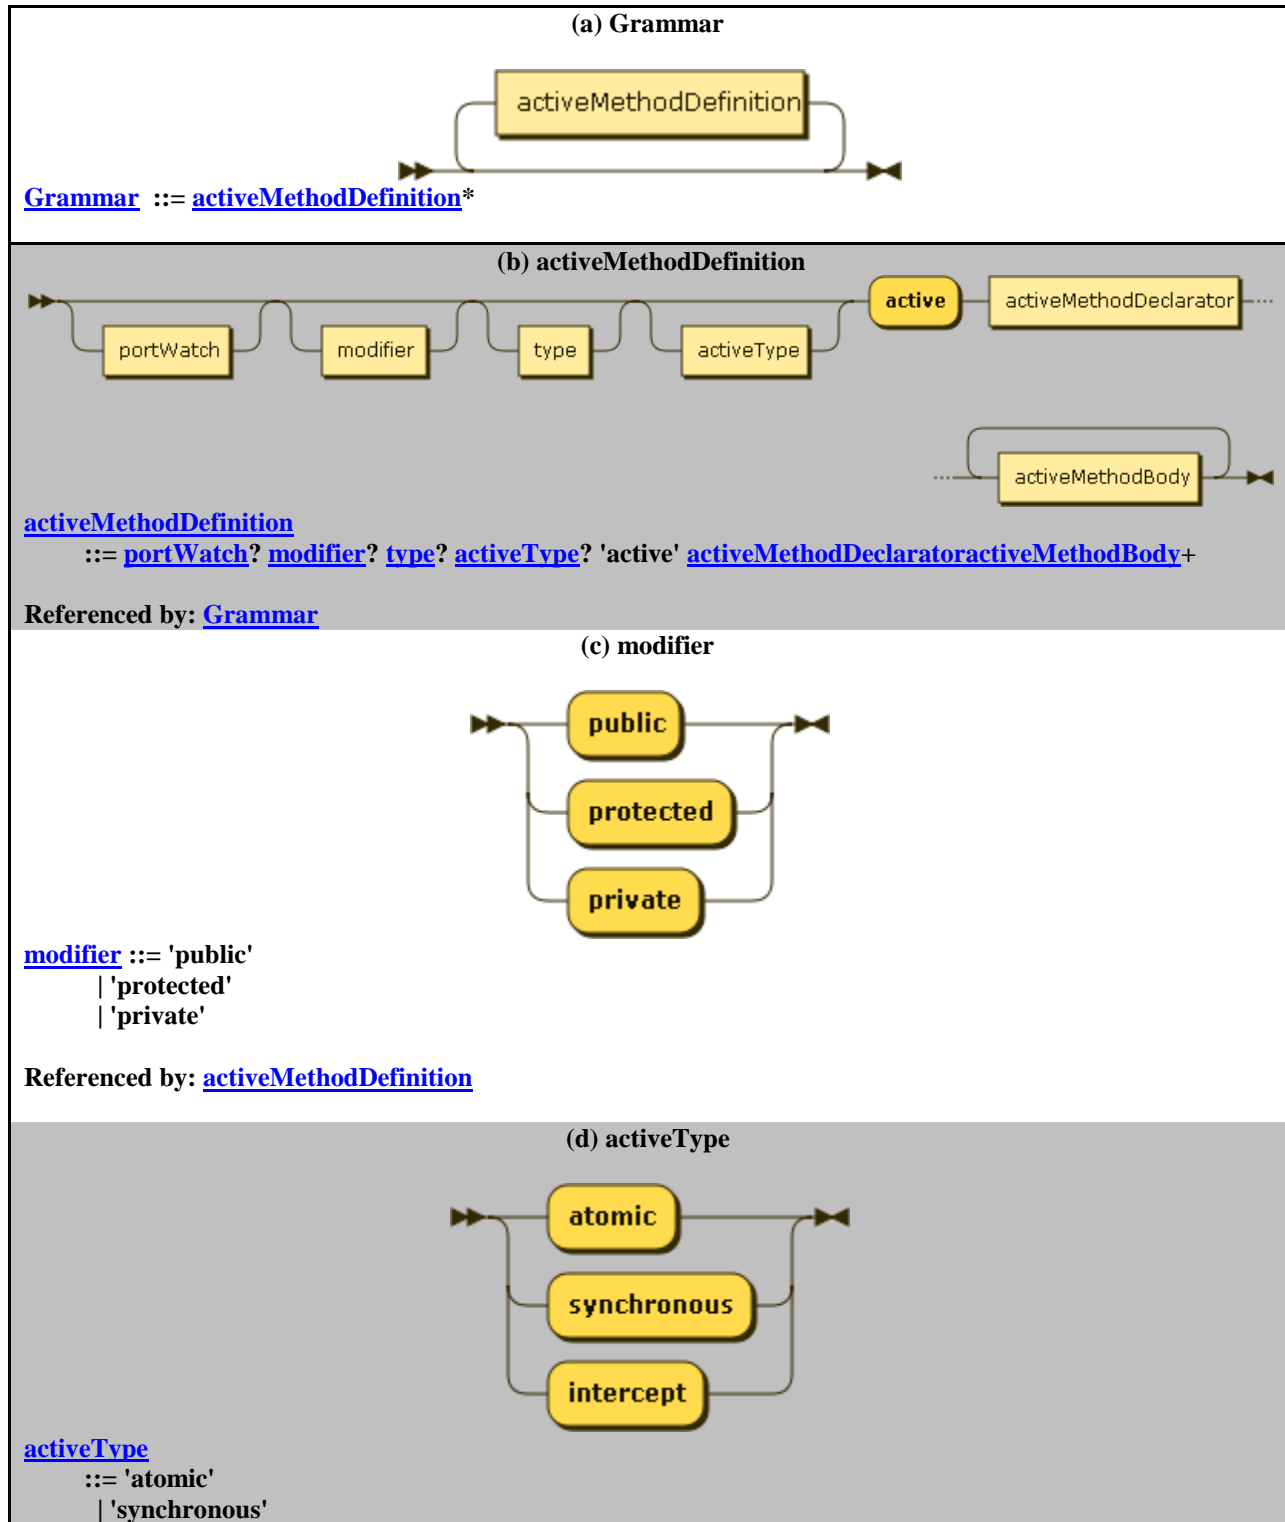 (a) Grammar
activeMethodDefinition
Grammar ::= activeMethodDefinition*
(b) activeMethodDefinition
active activeMethodDeclarator
portWatch modifier type activeType
activeMethodBody
activeMethodDefinition
::= portWatch? modifier? type? activeType? 'active' activeMethodDeclaratoractiveMethodBody+
Referenced by: Grammar
(c) modifier
public
protected
private
modifier ::= 'public'
| 'protected'
| 'private'
Referenced by: activeMethodDefinition
(d) activeType
atomic
synchronous
intercept
activeType
::= 'atomic'
| 'synchronous'